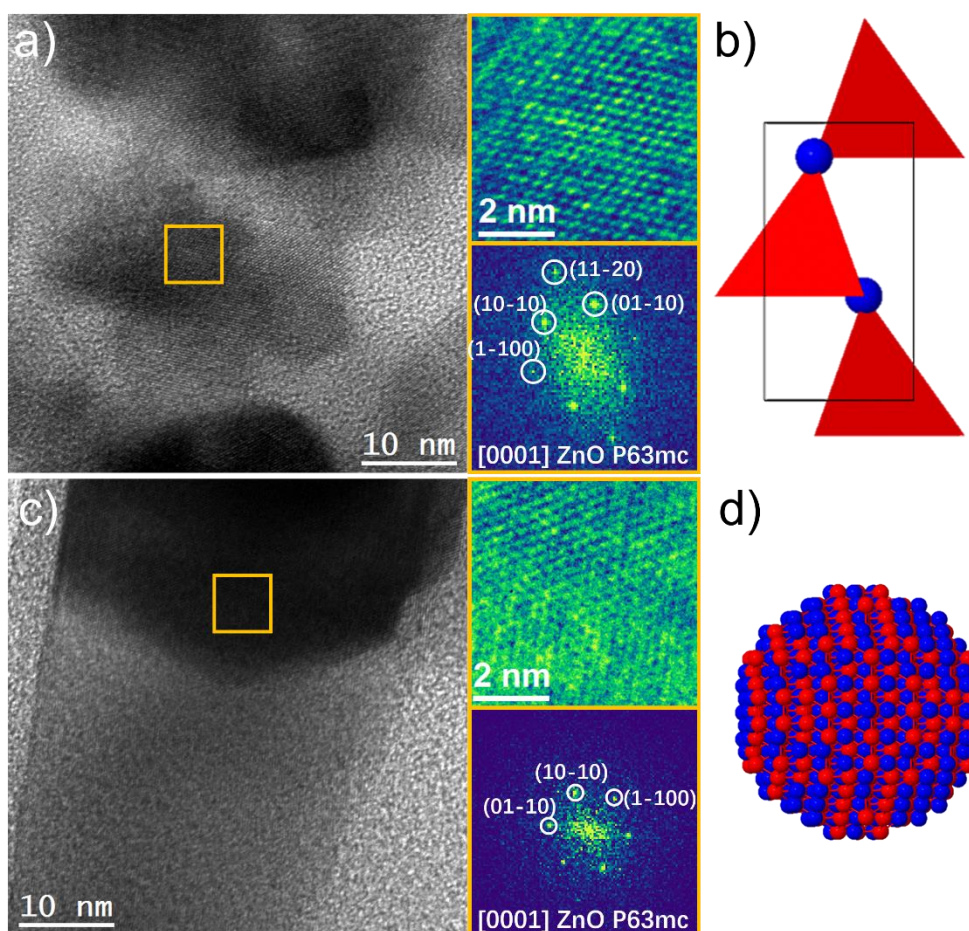 a)
b)
2 nm
(11-20)
(10-10)
(01-10)
(1-100)
10 nm
[0001] ZnO P63mc
c)
d)
2 nm
(10-10)
(01-10)
(1-100)
10 nm
[0001] ZnO P63mc